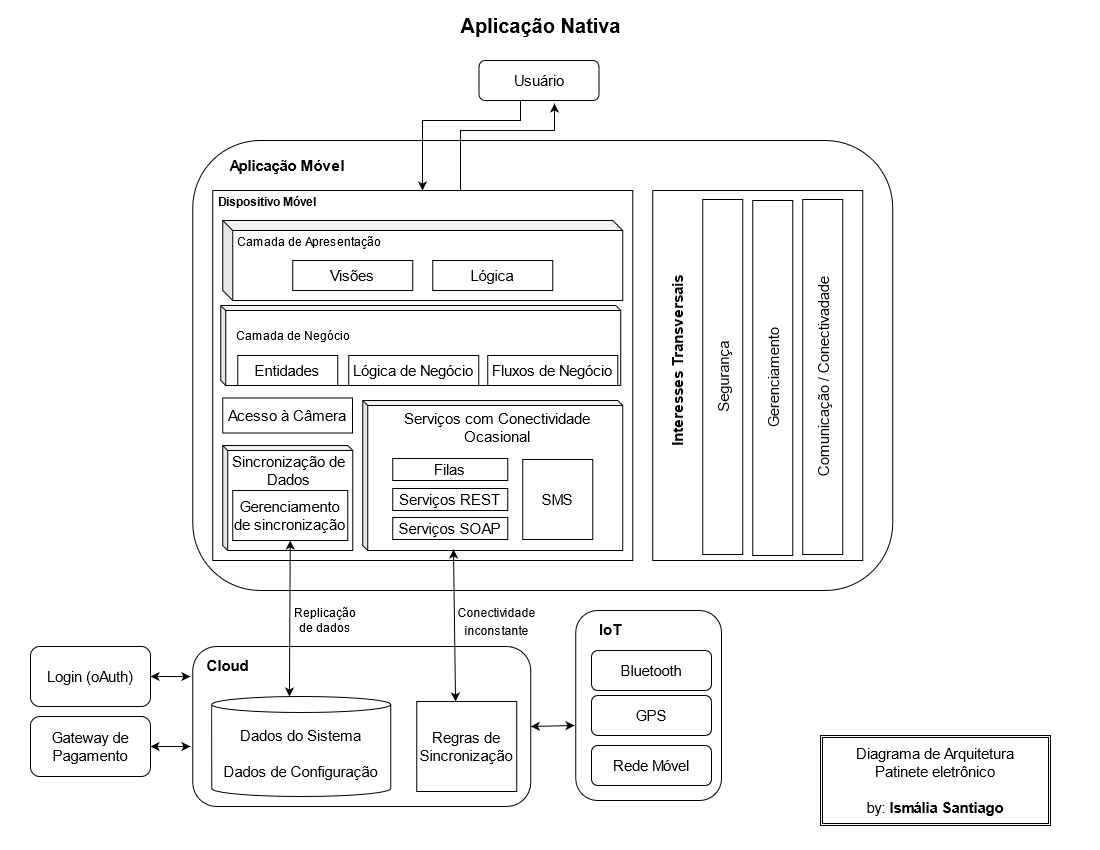 Aplicação Nativa
Usuário
Aplicação Móvel
Dispositivo Móvel
Camada de Apresentação
Visões
Lógica
Camada de Negócio
Entidades
Lógica de Negócio
Fluxos de Negócio
Acesso à Câmera
Serviços com Conectividade
Ocasional
Filas
Serviços REST
Serviços SOAP
SMS
Sincronização de
Dados
Gerenciamento
de sincronização
Interesses Transversais
Segurança
Gerenciamento
Comunicação / Conectivadade
Replicação
de dados
Conectividade
inconstante
Login (oAuth)
Gateway de
Pagamento
Cloud
Dados do Sistema
Dados de Configuração
Regras de
Sincronização
IoT
Bluetooth
GPS
Rede Móvel
Diagrama de Arquitetura
Patinete eletrônico
by: Ismália Santiago